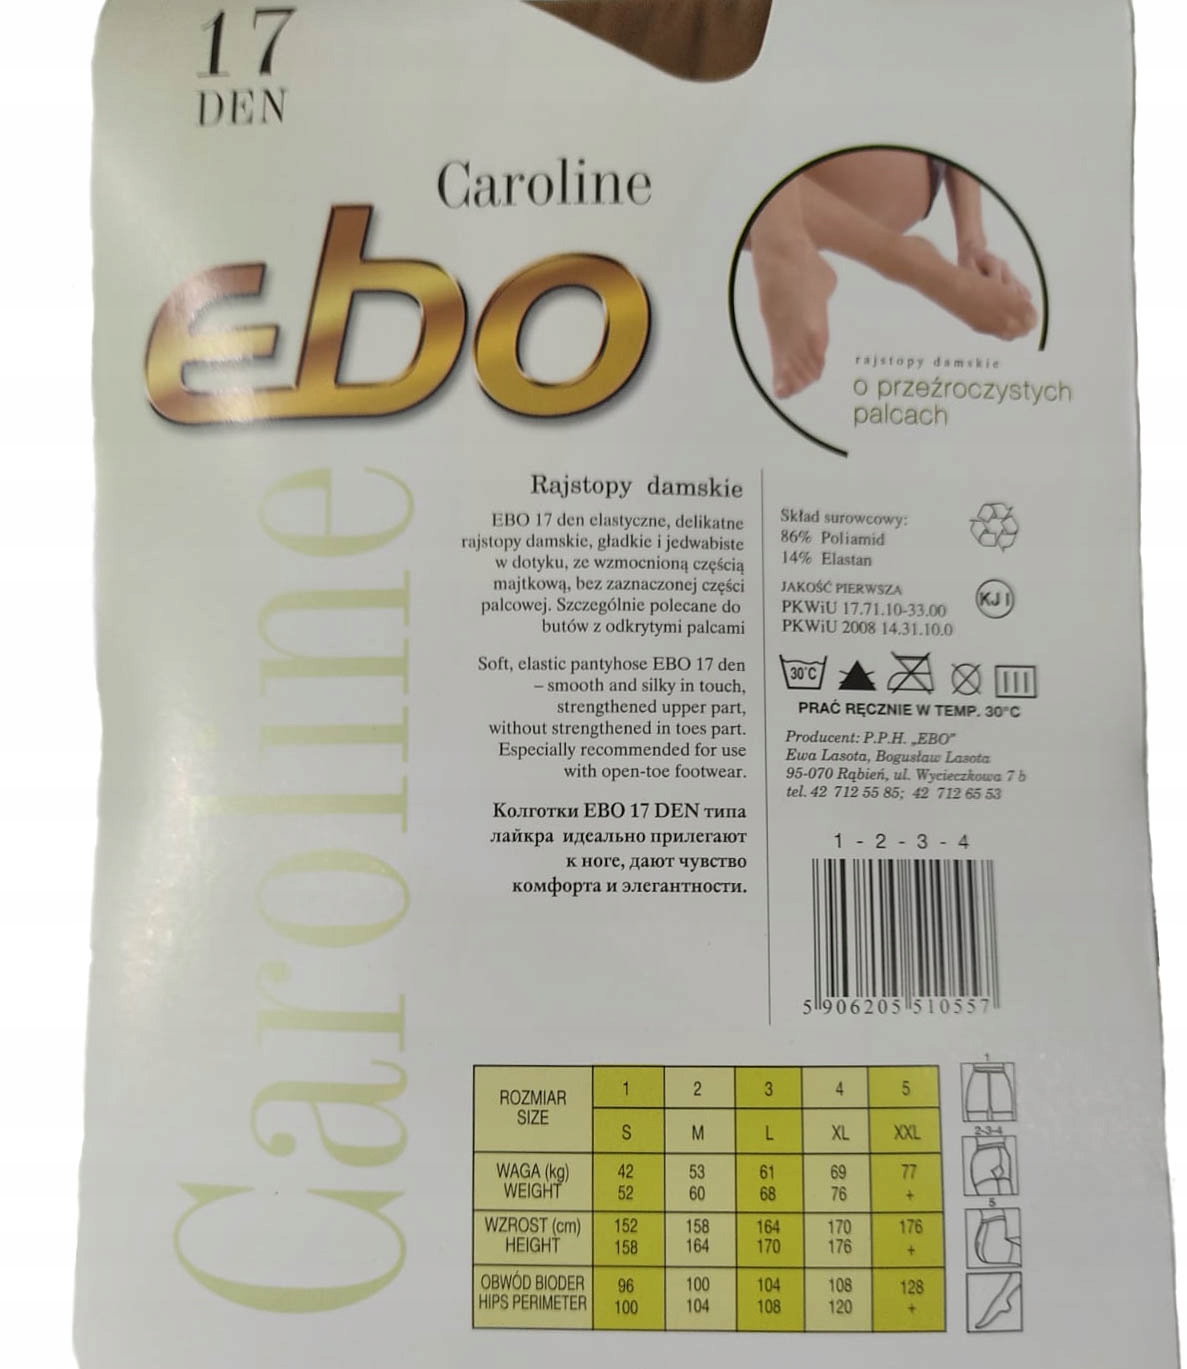 17
DEN
Caroline
Ebo
rajstopy damskie
o przeźroczystych
palcach
Caroline
Rajstopy damskie
EBO 17 den elastyczne, delikatne
rajstopy damskie, gładkie i jedwabiste
w dotyku, ze wzmocnioną częścią
majtkową, bez zaznaczonej części
palcowej. Szczególnie polecane do
butów z odkrytymi palcami
Soft, elastic pantyhose EBO 17 den
– smooth and silky in touch,
strengthened upper part,
without strengthened in toes part.
Especially recommended for use
with open-toe footwear.
Колготки EBO 17 DEN типа
лайкра идеально прилегают
к ноге, дают чувство
комфорта и элегантности.
Skład surowcowy:
86% Poliamid
14% Elastan
JAKOŚĆ PIERWSZA
PKWiU 17.71.10-33.00
PKWiU 2008 14.31.10.0
KJ I
30°C
PRAĆ RĘCZNIE W TEMP. 30°C
Producent: P.P.H. „EBO”
Ewa Lasota, Bogusław Lasota
95-070 Rąbień, ul. Wycieczkowa 7 b
tel. 42 712 55 85; 42 712 65 53
1 - 2 - 3 - 4
5 906205 510557
ROZMIAR SIZE 1 2 3 4 5
S M L XL XXL
WAGA (kg) 42 53 61 69 77
WEIGHT 52 60 68 76 +
WZROST (cm) 152 158 164 170 176
HEIGHT 158 164 170 176 +
OBWÓD BIODER 96 100 104 108 128
HIPS PERIMETER 100 104 108 120 +
1
2-3-4
5